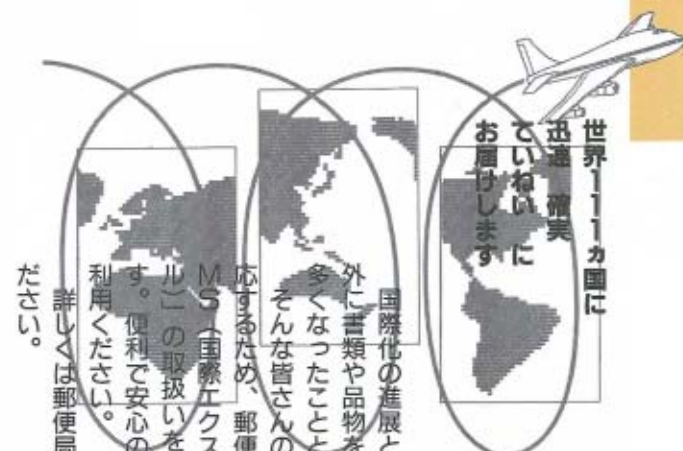 世界111ヵ国に
迅速 確実
ていねい に
お届けします
国際化の進展と
外に書類や品物を
多くなったことと
そんな皆さんの
応するため、郵便
MS(国際エクス
ル)」の取扱いを
す。便利で安心の
利用ください。
詳しくは郵便局
ださい。